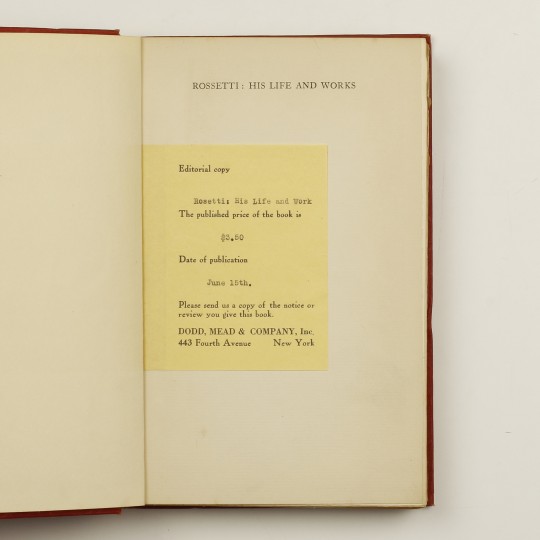 ROSSETTI: HIS LIFE AND WORKS
Editorial copy
Rosetti: His Life and Work
The published price of the book is
$3.50
Date of publication
June 15th.
Please send us a copy of the notice or
review you give this book.
DODD, MEAD & COMPANY, Inc.
443 Fourth Avenue New York